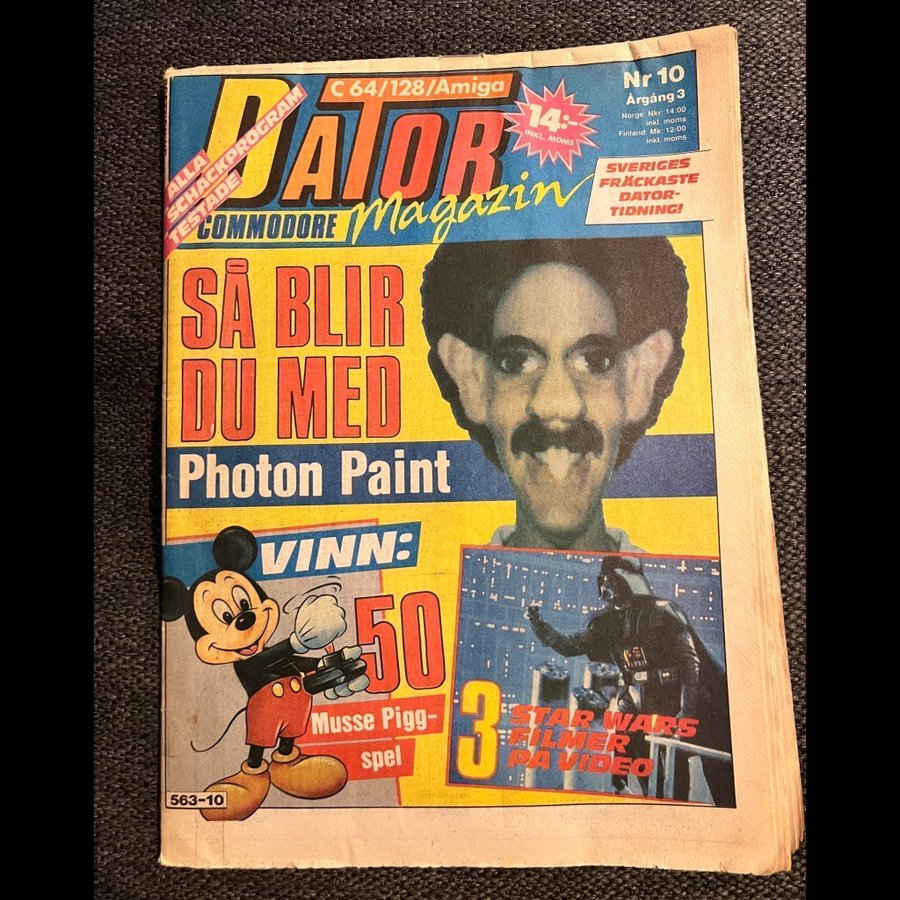 C 64/128/Amiga
DATOR
Magazin
COMMODORE
ALLA
SCHACKPROGRAM
TESTADE
14:-
INKL. MOMS
Nr 10
Årgång 3
Norge: Nkr: 14:00
inkl. moms
Finland: Mk: 12:00
inkl. moms
SVERIGES
FRÄCKASTE
DATOR-
TIDNING!
SÅ BLIR
DU MED
Photon Paint
VINN:
50
Musse Pigg-
spel
3
STAR WARS
FILMER
PÅ VIDEO
563-10